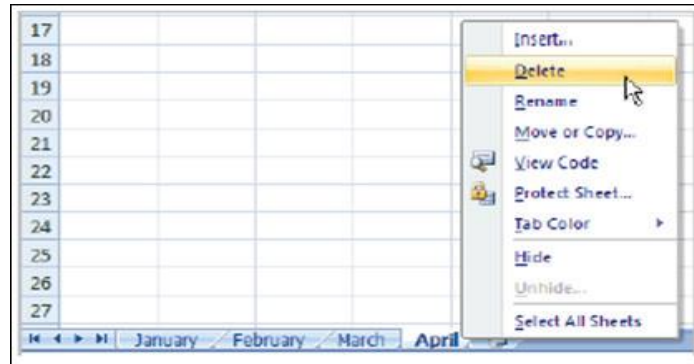 17
Insert...
18
Delete
19
Rename
20
Move or Copy...
21
View Code
22
Protect Sheet...
23
Tab Color
24
25
Hide
26
Unhide...
27
Select All Sheets
January February March April